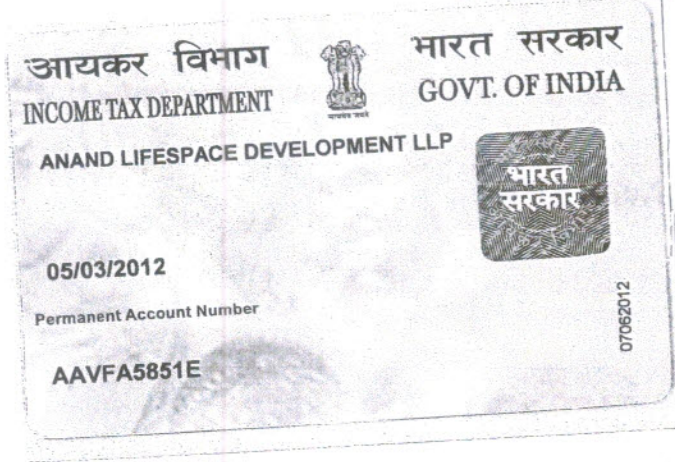 आयकर विभाग
INCOME TAX DEPARTMENT
भारत सरकार
GOVT. OF INDIA
ANAND LIFESPACE DEVELOPMENT LLP
भारत
सरकार
05/03/2012
Permanent Account Number
AAVFA5851E
07062012